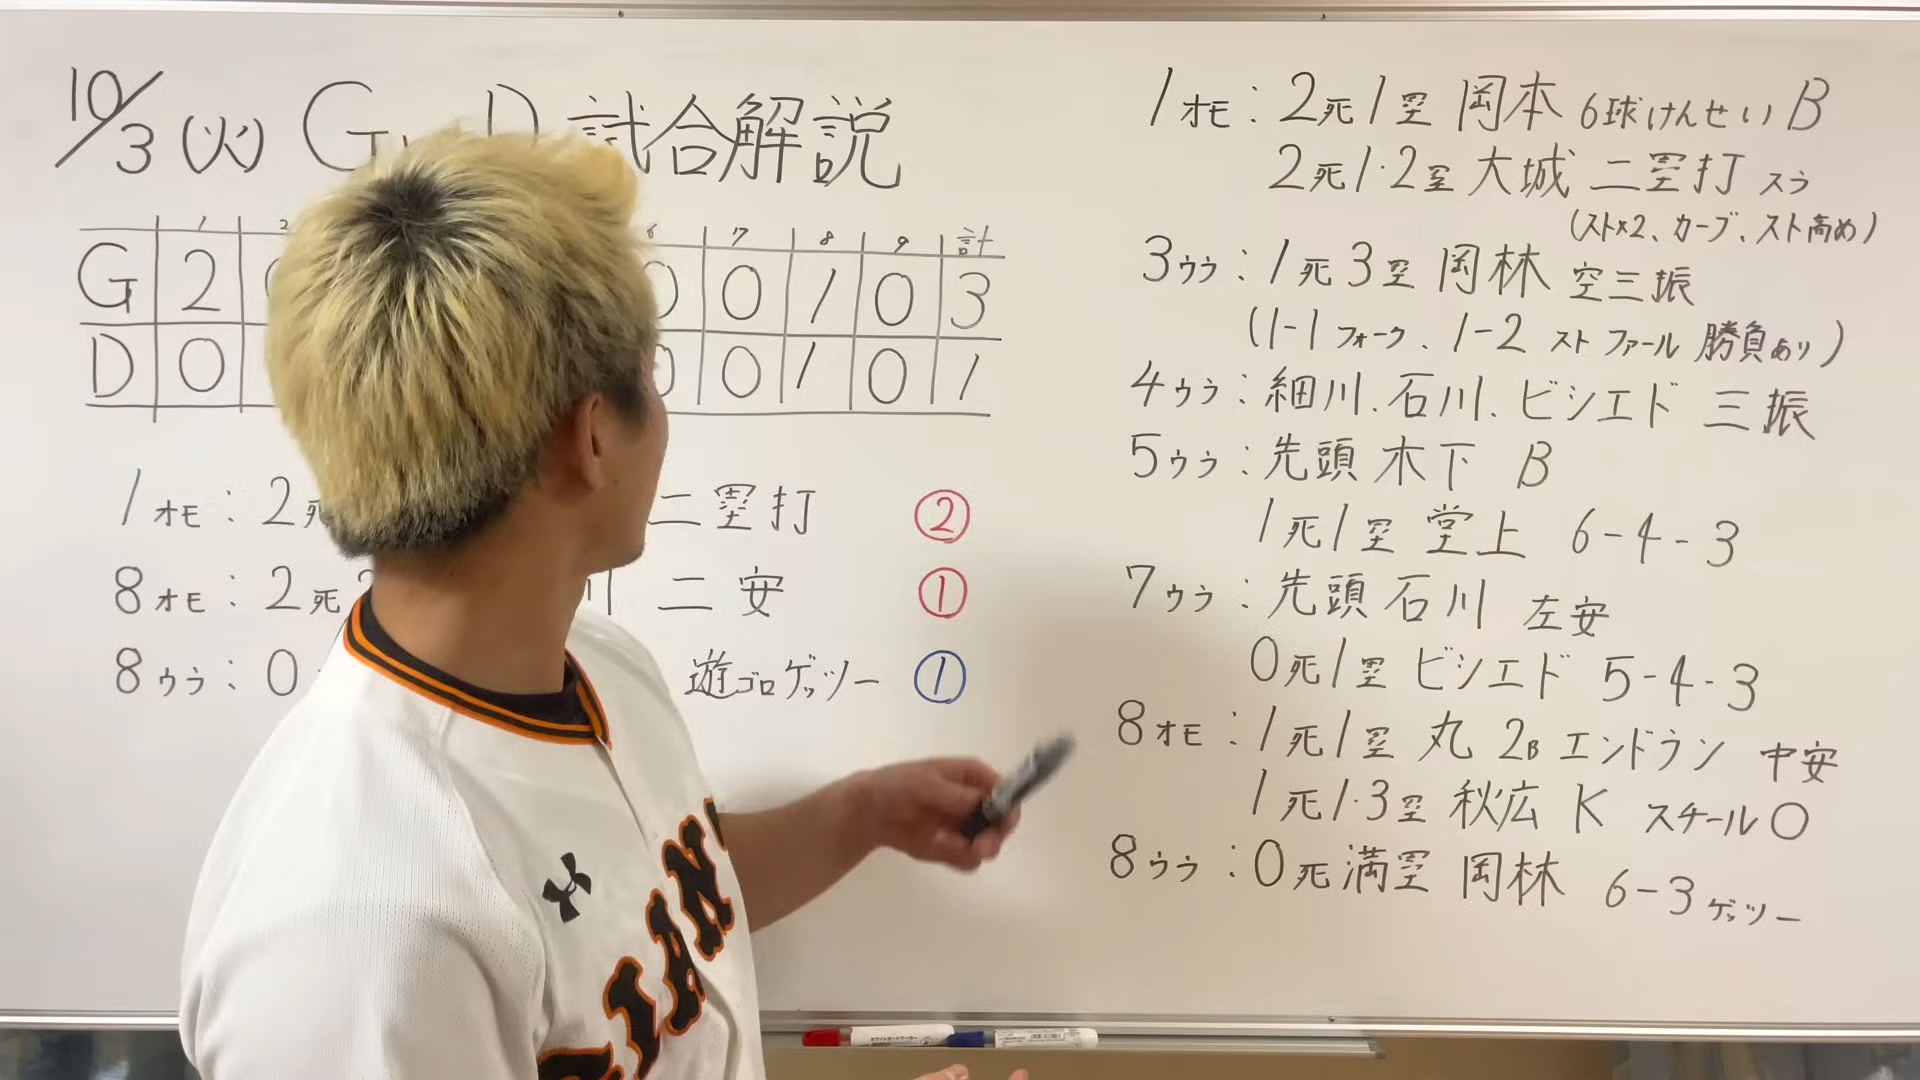 10/3(火) G D 試合解説
1 2 6 7 8 9 計
G 2 0 0 1 0 3
D 0 0 0 1 0 1
1オモ：2死 二塁打 ②
8オモ：2死 川 二安 ①
8ウラ：0 遊ゴロゲッツー ①
1オモ：2死1塁 岡本 6球けんせい B
2死1・2塁 大城 二塁打 スラ
(スト×2、カーブ、スト高め)
3ウラ：1死3塁 岡林 空三振
(1-1 フォーク、1-2 スト ファール 勝負あり)
4ウラ：細川、石川、ビシエド 三振
5ウラ：先頭 木下 B
1死1塁 堂上 6-4-3
7ウラ：先頭 石川 左安
0死1塁 ビシエド 5-4-3
8オモ：1死1塁 丸 2B エンドラン 中安
1死1・3塁 秋広 K スチール○
8ウラ：0死満塁 岡林 6-3ゲッツー
GIAN